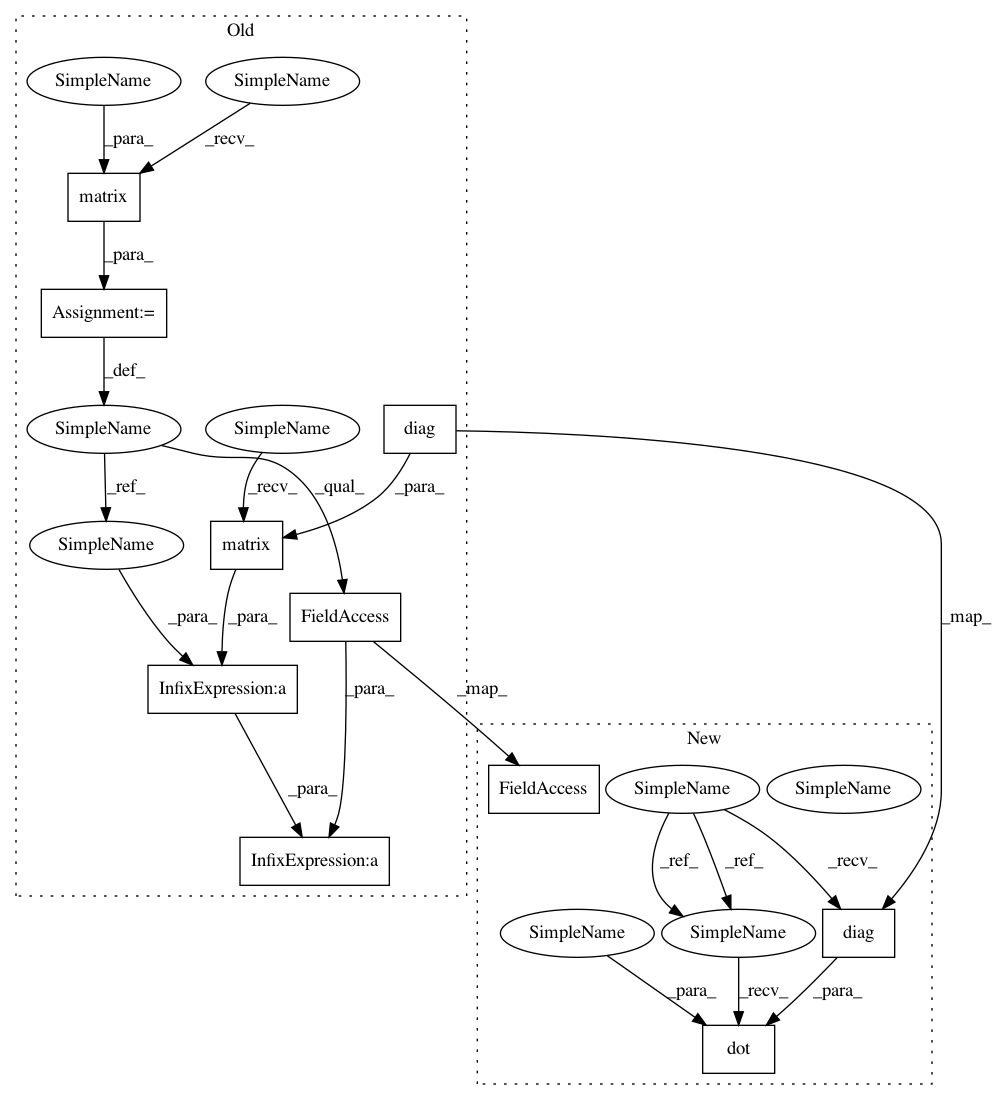 Old
SimpleName
SimpleName
_para_
_recv_
matrix
_para_
Assignment:=
_def_
SimpleName
SimpleName
diag
_ref_
_recv_
_qual_
_para_
SimpleName
matrix
FieldAccess
_para_
_para_
_map_
InfixExpression:a
_para_
_map_
New
FieldAccess
SimpleName
SimpleName
_para_
InfixExpression:a
_ref_
_ref_
_recv_
SimpleName
SimpleName
diag
_para_
_recv_
_para_
dot